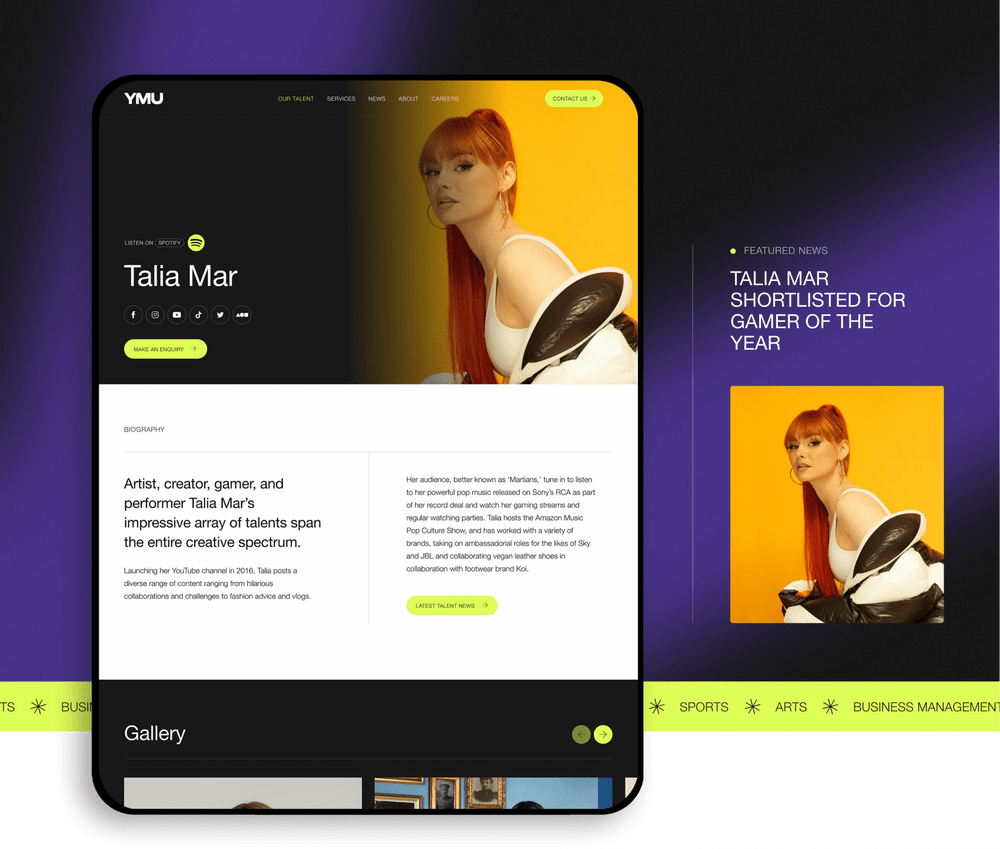 YMU
OUR TALENT SERVICES NEWS ABOUT CAREERS
CONTACT US
LISTEN ON SPOTIFY
Talia Mar
MAKE AN ENQUIRY
BIOGRAPHY
Artist, creator, gamer, and
performer Talia Mar’s
impressive array of talents span
the entire creative spectrum.
Launching her YouTube channel in 2016, Talia posts a
diverse range of content ranging from hilarious
collaborations and challenges to fashion advice and vlogs.
Her audience, better known as ‘Martians,’ tune in to listen
to her powerful pop music released on Sony’s RCA as part
of her record deal and watch her gaming streams and
regular watching parties. Talia hosts the Amazon Music
Pop Culture Show, and has worked with a variety of
brands, taking on ambassadorial roles for the likes of Sky
and JBL and collaborating vegan leather shoes in
collaboration with footwear brand Koi.
LATEST TALENT NEWS
Gallery
FEATURED NEWS
TALIA MAR
SHORTLISTED FOR
GAMER OF THE
YEAR
TS BUSIN SPORTS ARTS BUSINESS MANAGEMENT